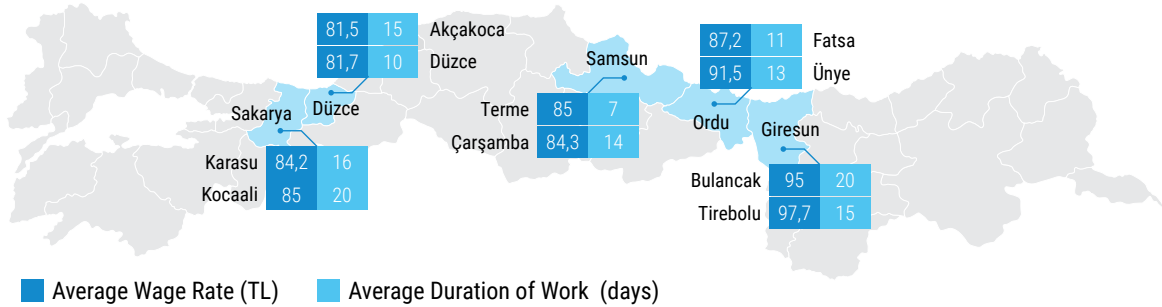 81,5 15 Akçakoca
81,7 10 Düzce
87,2 11 Fatsa
91,5 13 Ünye
Samsun
Sakarya
Düzce
Terme 85 7
Çarşamba 84,3 14
Ordu
Giresun
Karasu 84,2 16
Kocaali 85 20
Bulancak 95 20
Tirebolu 97,7 15
Average Wage Rate (TL)
Average Duration of Work (days)